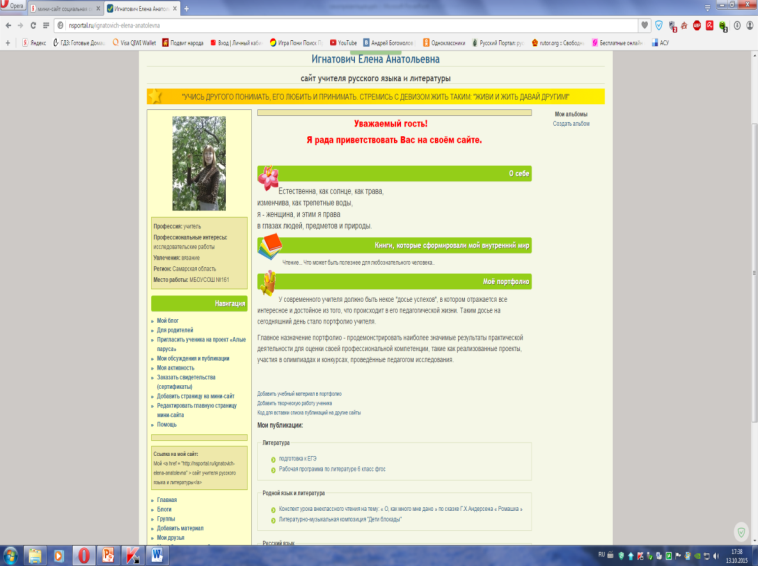 Opera
мини-сайт социальной
Игнатович Елена Анатол
nsportal.ru/ignatovich-elena-anatolevna
Яндекс
ГДЗ: Готовые Домаш
Visa QIWI Wallet
Подвиг народа
Вход | Личный каби
Игра Пони Поиск П
YouTube
Андрей Богомолов
Одноклассники
Русский Портал: ру
rutor.org :: Свободн
Бесплатные онлайн
АСУ
Игнатович Елена Анатольевна
сайт учителя русского языка и литературы
"УЧИСЬ ДРУГОГО ПОНИМАТЬ, ЕГО ЛЮБИТЬ И ПРИНИМАТЬ. СТРЕМИСЬ С ДЕВИЗОМ ЖИТЬ ТАКИМ: "ЖИВИ И ЖИТЬ ДАВАЙ ДРУГИМ!"
Профессия: учитель
Профессиональные интересы:
исследовательские работы
Увлечения: вязание
Регион: Самарская область
Место работы: МБОУСОШ №161
Навигация
Мой блог
Для родителей
Пригласить ученика на проект «Алые
паруса»
Мои обсуждения и публикации
Моя активность
Заказать свидетельства
(сертификаты)
Добавить страницу на мини-сайт
Редактировать главную страницу
мини-сайта
Помощь
Ссылка на мой сайт:
Мой <a href = "http://nsportal.ru/ignatovich-
elena-anatolevna" > сайт учителя русского
языка и литературы</a>
Главная
Блоги
Группы
Добавить материал
Мои друзья
Уважаемый гость!
Я рада приветствовать Вас на своём сайте.
О себе
Естественна, как солнце, как трава,
изменчива, как трепетные воды,
я - женщина, и этим я права
в глазах людей, предметов и природы.
Книги, которые сформировали мой внутренний мир
Чтение... Что может быть полезнее для любознательного человека..
Моё портфолио
У современного учителя должно быть некое "досье успехов", в котором отражается все
интересное и достойное из того, что происходит в его педагогической жизни. Таким досье на
сегодняшний день стало портфолио учителя.
Главное назначение портфолио - продемонстрировать наиболее значимые результаты практической
деятельности для оценки своей профессиональной компетенции, такие как реализованные проекты,
участия в олимпиадах и конкурсах, проведённые педагогом исследования.
Добавить учебный материал в портфолио
Добавить творческую работу ученика
Код для вставки списка публикаций на другие сайты
Мои публикации:
Литература
подготовка к ЕГЭ
Рабочая программа по литературе 6 класс фгос
Родной язык и литература
Конспект урока внеклассного чтения на тему: « О, как много мне дано » по сказке Г.Х.Андерсена « Ромашка »
Литературно-музыкальная композиция "Дети блокады"
Русский язык
Мои альбомы
Создать альбом
RU
17:38
13.10.2015